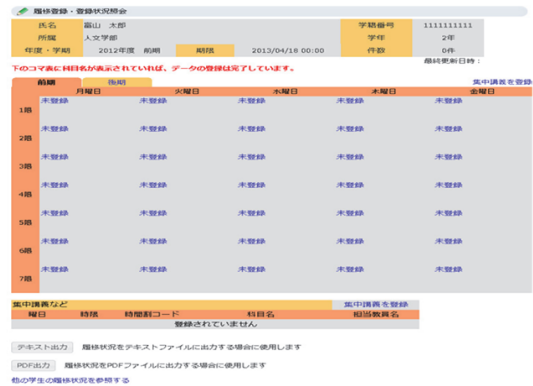 履修登録・登録状況照会
氏名 富山 太郎 学籍番号 1111111111
所属 人文学部 学年 2年
年度・学期 2012年度 前期 期限 2013/04/18 00:00 件数 0件
最終更新日時：
下のコマ表に科目名が表示されていれば、データの登録は完了しています。
前期 後期 集中講義を登録
月曜日 火曜日 水曜日 木曜日 金曜日
1限 未登録 未登録 未登録 未登録 未登録
2限 未登録 未登録 未登録 未登録 未登録
3限 未登録 未登録 未登録 未登録 未登録
4限 未登録 未登録 未登録 未登録 未登録
5限 未登録 未登録 未登録 未登録 未登録
6限 未登録 未登録 未登録 未登録 未登録
7限 未登録 未登録 未登録 未登録 未登録
集中講義など 集中講義を登録
曜日 時限 時間割コード 科目名 担当教員名
登録されていません
テキスト出力 履修状況をテキストファイルに出力する場合に使用します
PDF出力 履修状況をPDFファイルに出力する場合に使用します
他の学生の履修状況を参照する